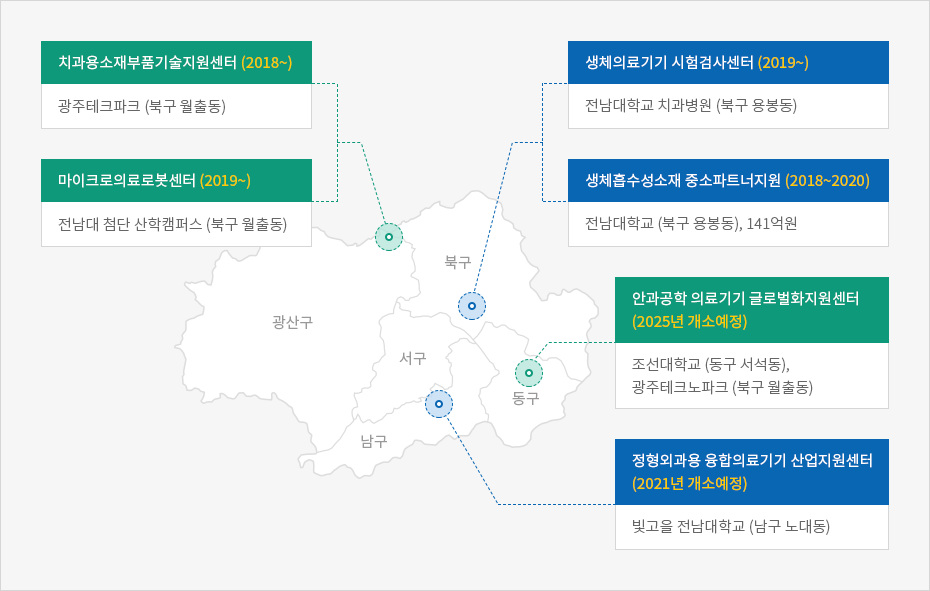 치과용소재부품기술지원센터 (2018~)
광주테크파크 (북구 월출동)
마이크로의료로봇센터 (2019~)
전남대 첨단 산학캠퍼스 (북구 월출동)
생체의료기기 시험검사센터 (2019~)
전남대학교 치과병원 (북구 용봉동)
생체흡수성소재 중소파트너지원 (2018~2020)
전남대학교 (북구 용봉동), 141억원
안과공학 의료기기 글로벌화지원센터
(2025년 개소예정)
조선대학교 (동구 서석동),
광주테크노파크 (북구 월출동)
정형외과용 융합의료기기 산업지원센터
(2021년 개소예정)
빛고을 전남대학교 (남구 노대동)
북구
광산구
서구
동구
남구